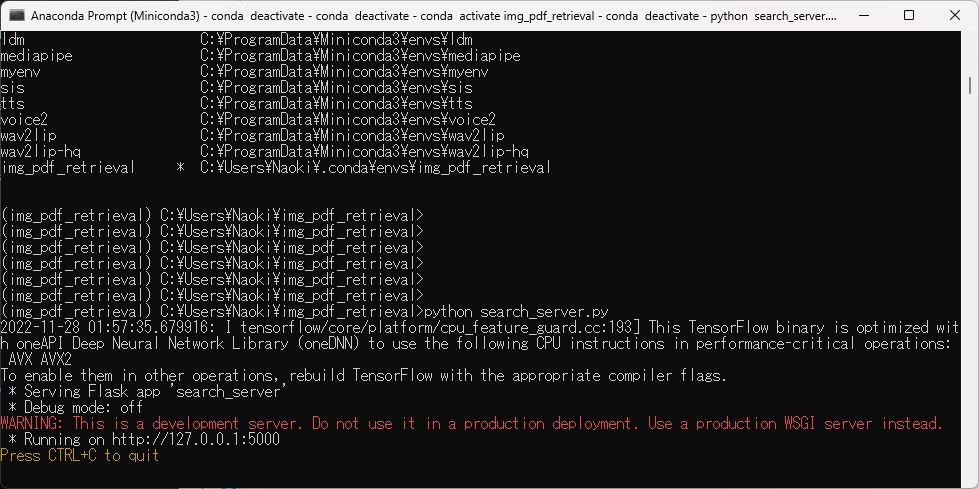 Anaconda Prompt (Miniconda3) - conda  deactivate - conda  deactivate - conda  activate img_pdf_retrieval - conda  deactivate - python  search_server....
ldm                      C:¥ProgramData¥Miniconda3¥envs¥ldm
mediapipe                C:¥ProgramData¥Miniconda3¥envs¥mediapipe
myenv                    C:¥ProgramData¥Miniconda3¥envs¥myenv
sis                      C:¥ProgramData¥Miniconda3¥envs¥sis
tts                      C:¥ProgramData¥Miniconda3¥envs¥tts
voice2                   C:¥ProgramData¥Miniconda3¥envs¥voice2
wav2lip                  C:¥ProgramData¥Miniconda3¥envs¥wav2lip
wav2lip-hq               C:¥ProgramData¥Miniconda3¥envs¥wav2lip-hq
img_pdf_retrieval     *  C:¥Users¥Naoki¥.conda¥envs¥img_pdf_retrieval
(img_pdf_retrieval) C:¥Users¥Naoki¥img_pdf_retrieval>
(img_pdf_retrieval) C:¥Users¥Naoki¥img_pdf_retrieval>
(img_pdf_retrieval) C:¥Users¥Naoki¥img_pdf_retrieval>
(img_pdf_retrieval) C:¥Users¥Naoki¥img_pdf_retrieval>
(img_pdf_retrieval) C:¥Users¥Naoki¥img_pdf_retrieval>
(img_pdf_retrieval) C:¥Users¥Naoki¥img_pdf_retrieval>
(img_pdf_retrieval) C:¥Users¥Naoki¥img_pdf_retrieval>python search_server.py
2022-11-28 01:57:35.679916: I tensorflow/core/platform/cpu_feature_guard.cc:193] This TensorFlow binary is optimized wit
h oneAPI Deep Neural Network Library (oneDNN) to use the following CPU instructions in performance-critical operations:
 AVX AVX2
To enable them in other operations, rebuild TensorFlow with the appropriate compiler flags.
 * Serving Flask app 'search_server'
 * Debug mode: off
WARNING: This is a development server. Do not use it in a production deployment. Use a production WSGI server instead.
 * Running on http://127.0.0.1:5000
Press CTRL+C to quit